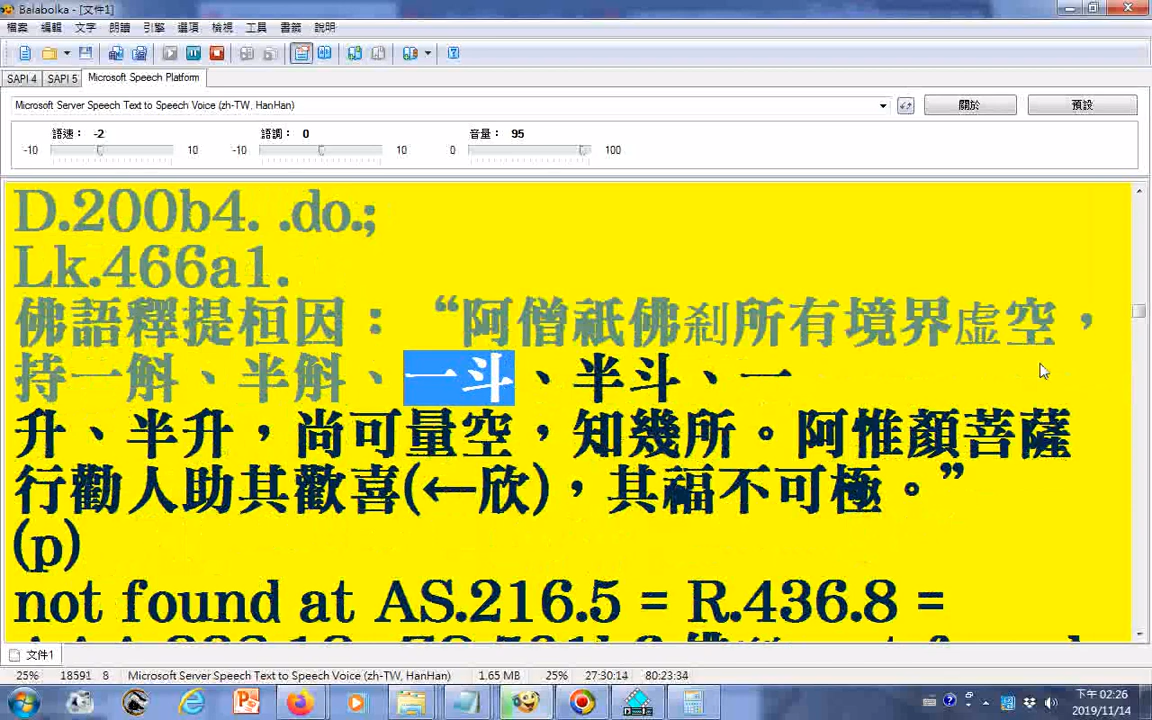 Balabolka - [文件1]
檔案 編輯 文字 朗讀 引擎 選項 檢視 工具 書籤 說明
SAPI 4 SAPI 5 Microsoft Speech Platform
Microsoft Server Speech Text to Speech Voice (zh-TW, HanHan) 關於 預設
語速： -2 語調： 0 音量： 95
-10 10 -10 10 0 100
D.200b4. .do.;
Lk.466a1.
佛語釋提桓因：“阿僧祇佛剎所有境界虛空，
持一斛、半斛、一斗、半斗、一
升、半升，尚可量空，知幾所。阿惟顏菩薩
行勸人助其歡喜(←欣)，其福不可極。”
(p)
not found at AS.216.5 = R.436.8 =
文件1
25% 18591 8 Microsoft Server Speech Text to Speech Voice (zh-TW, HanHan) 1.65 MB 25% 27:30:14 80:23:34
下午 02:26
2019/11/14